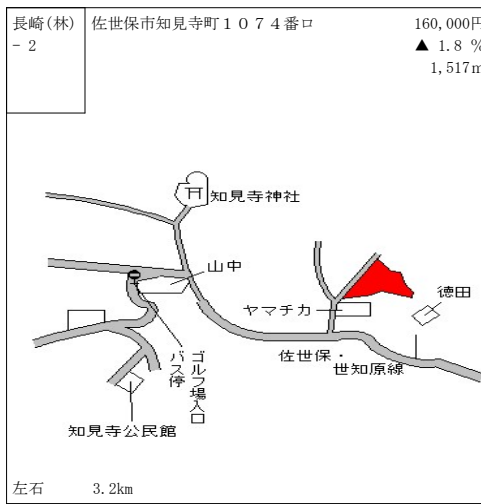 長崎(林)
－2
佐世保市知見寺町１０７４番ロ
160,000円
▲ 1.8 %
1,517㎡
知見寺神社
山中
ヤマチカ
徳田
佐世保・
世知原線
ゴルフ場入口
バス停
知見寺公民館
左石 3.2km